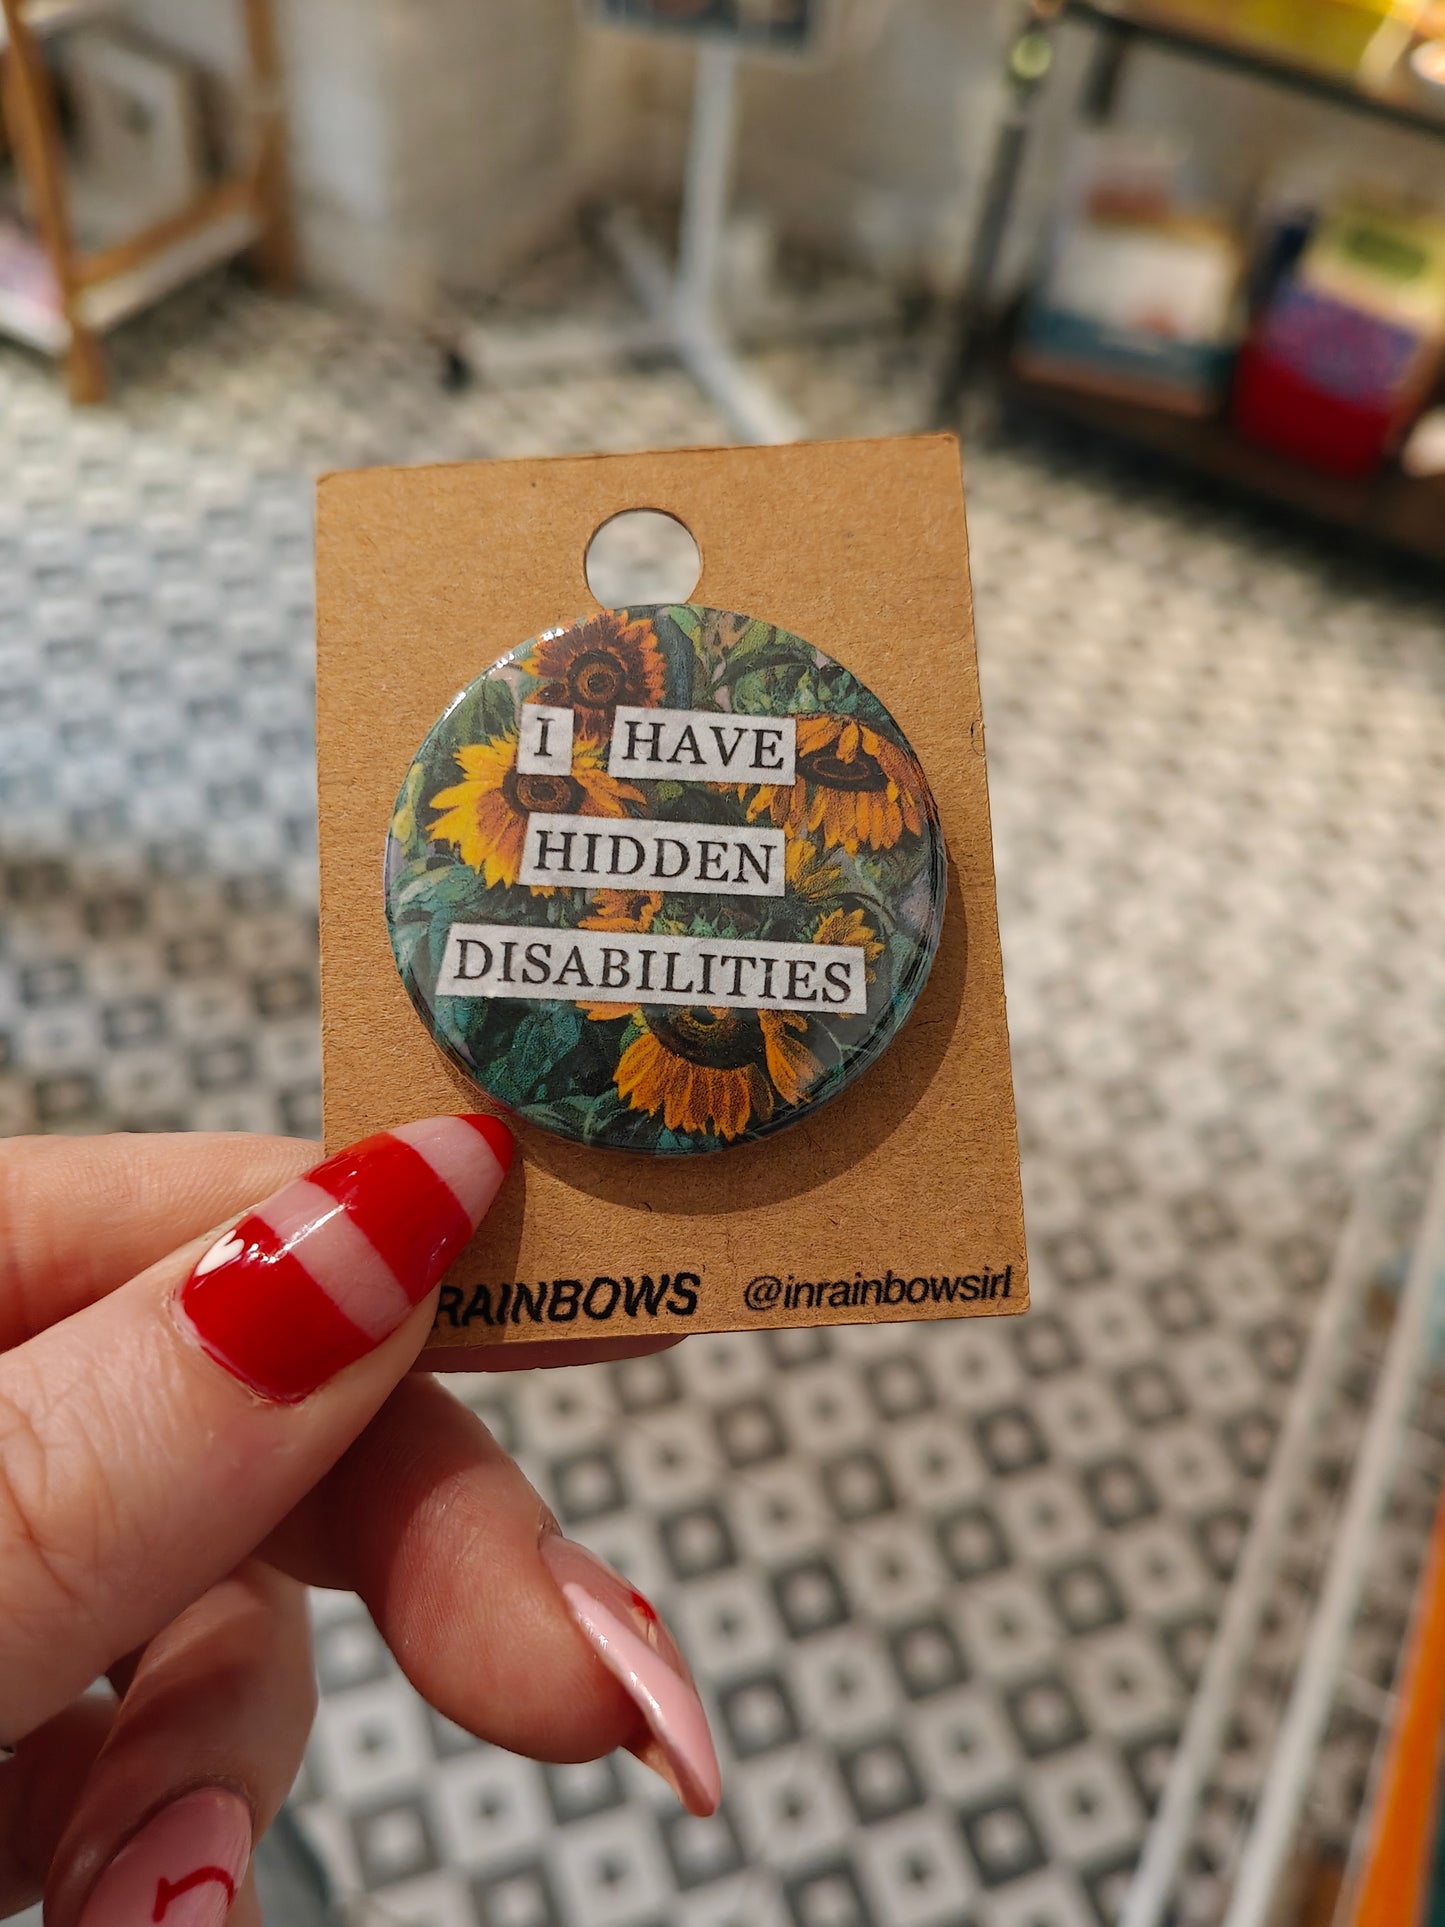 I HAVE
HIDDEN
DISABILITIES
RAINBOWS @inrainbowsirl